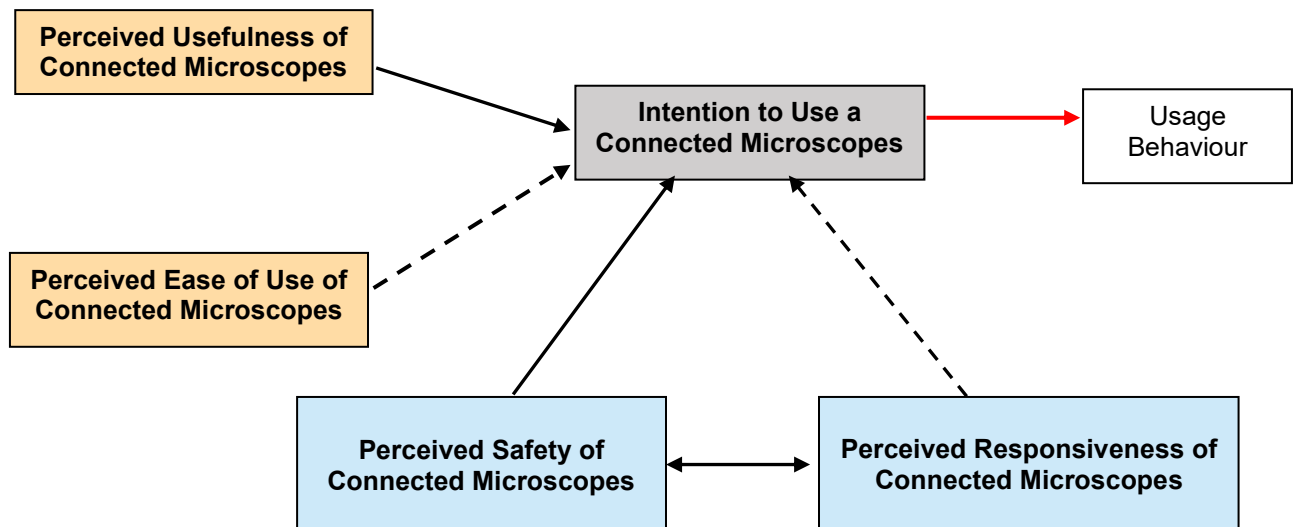 Perceived Usefulness of
Connected Microscopes
Intention to Use a
Connected Microscopes
Usage
Behaviour
Perceived Ease of Use of
Connected Microscopes
Perceived Safety of
Connected Microscopes
Perceived Responsiveness of
Connected Microscopes